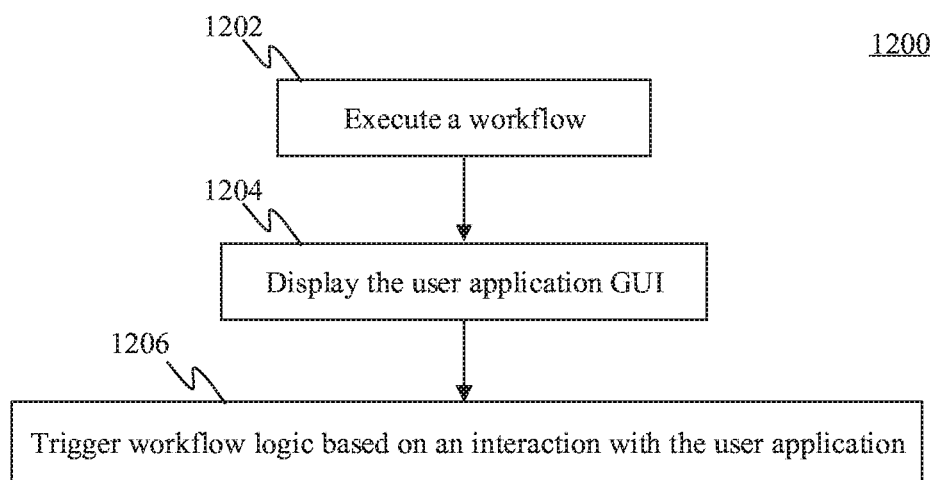 1202
1200
Execute a workflow
1204
Display the user application GUI
1206
Trigger workflow logic based on an interaction with the user application